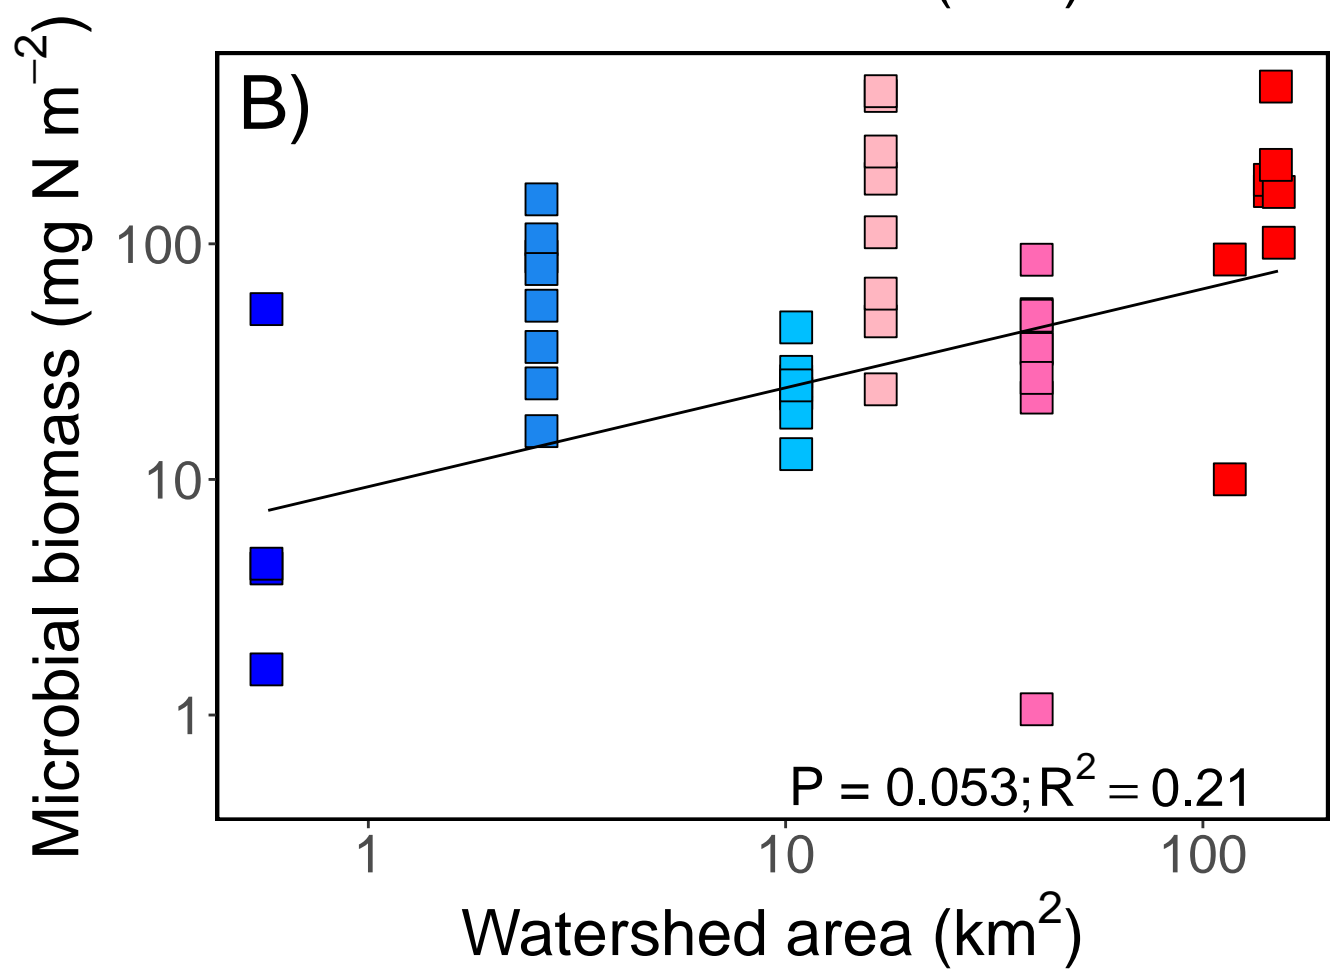 B)
Microbial biomass (mg N m⁻²)
100
10
1
P = 0.053; R² = 0.21
1 10 100
Watershed area (km²)